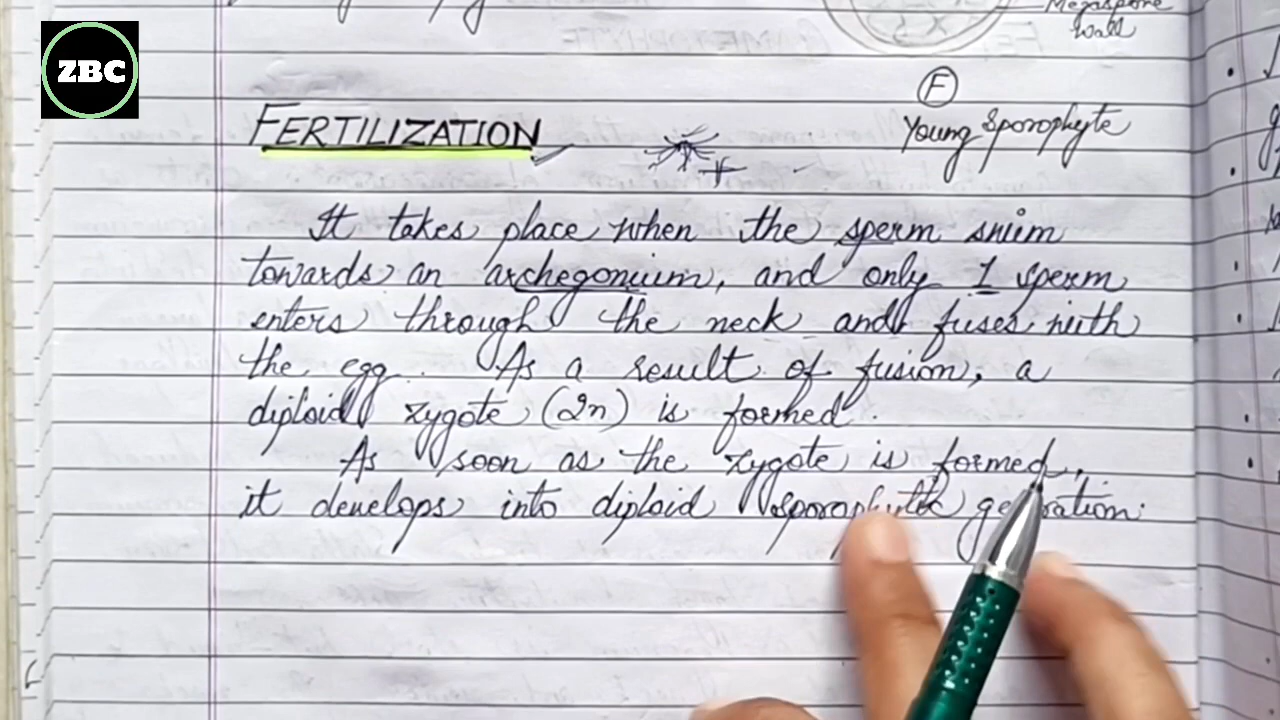 ZBC
Megaspore
wall
F
Young Sporophyte
FERTILIZATION
It takes place when the sperm swim
towards an archegonium, and only 1 sperm
enters through the neck and fuses with
the egg. As a result of fusion, a
diploid zygote (2n) is formed.
As soon as the zygote is formed,
it develops into diploid sporophytic generation.